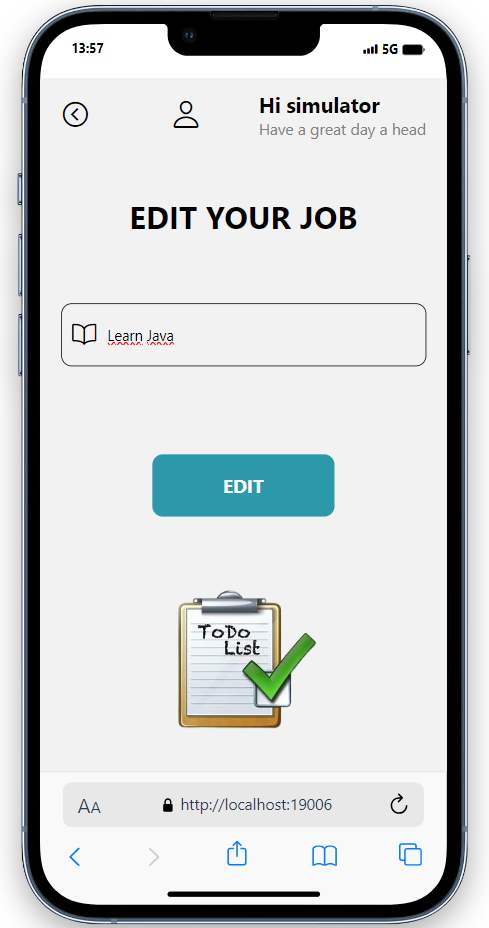 13:57
5G
Hi simulator
Have a great day a head
EDIT YOUR JOB
Learn Java
EDIT
ToDo
List
AA
http://localhost:19006